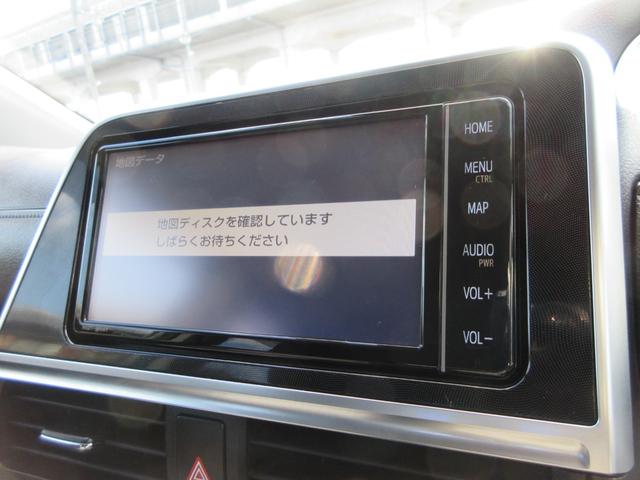 地図データ
地図ディスクを確認しています
しばらくお待ちください
HOME
MENU
CTRL
MAP
AUDIO
PWR
VOL+
VOL−